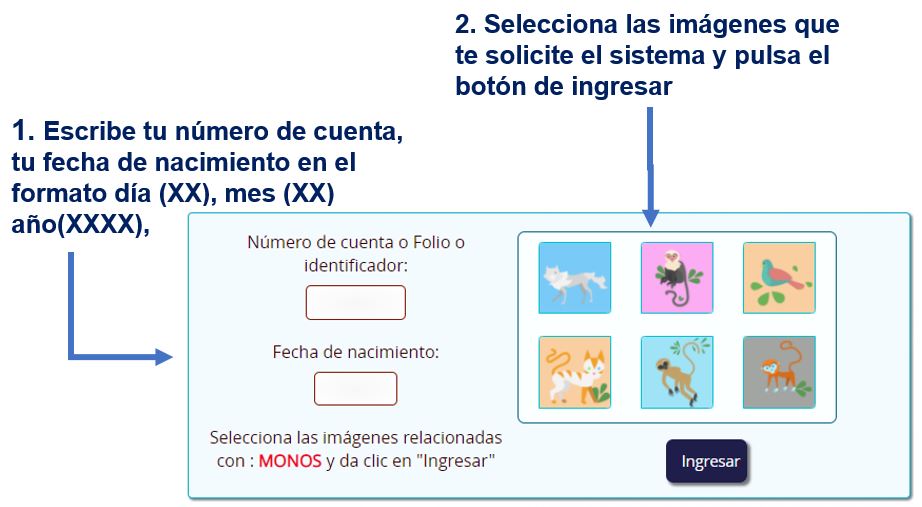 2. Selecciona las imágenes que
te solicite el sistema y pulsa el
botón de ingresar
1. Escribe tu número de cuenta,
tu fecha de nacimiento en el
formato día (XX), mes (XX)
año(XXXX),
Número de cuenta o Folio o
identificador:
Fecha de nacimiento:
Selecciona las imágenes relacionadas
con : MONOS y da clic en "Ingresar"
Ingresar